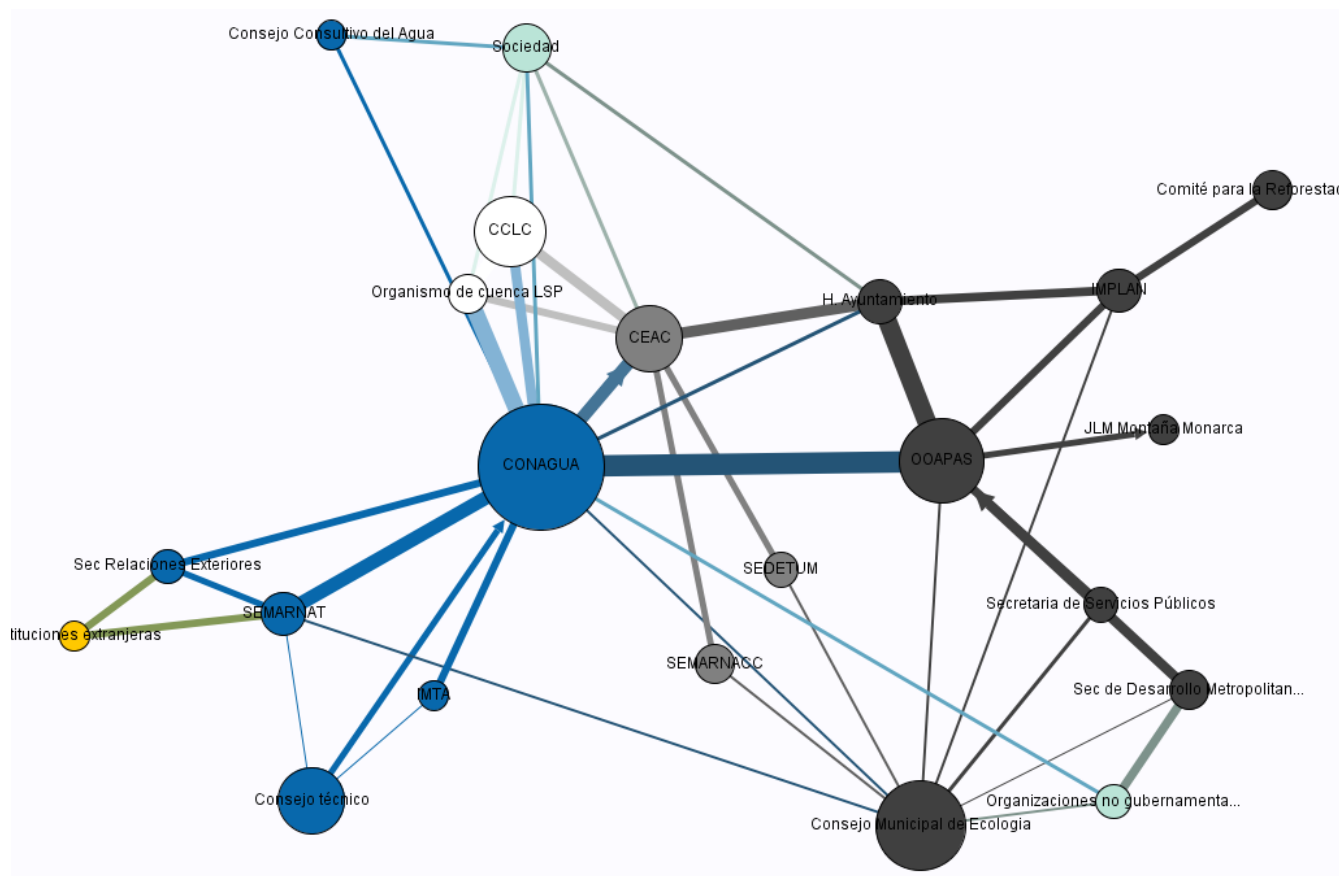 Consejo Consultivo del Agua
Sociedad
Comité para la Reforestac
CCLC
Organismo de cuenca LSP
H. Ayuntamiento
IMPLAN
CEAC
JLM Montaña Monarca
CONAGUA
OOAPAS
Sec Relaciones Exteriores
SEDETUM
SEMARNAT
Secretaria de Servicios Públicos
tituciones extranjeras
SEMARNACC
IMTA
Sec de Desarrollo Metropolitan...
Consejo técnico
Organizaciones no gubernamenta...
Consejo Municipal de Ecologia